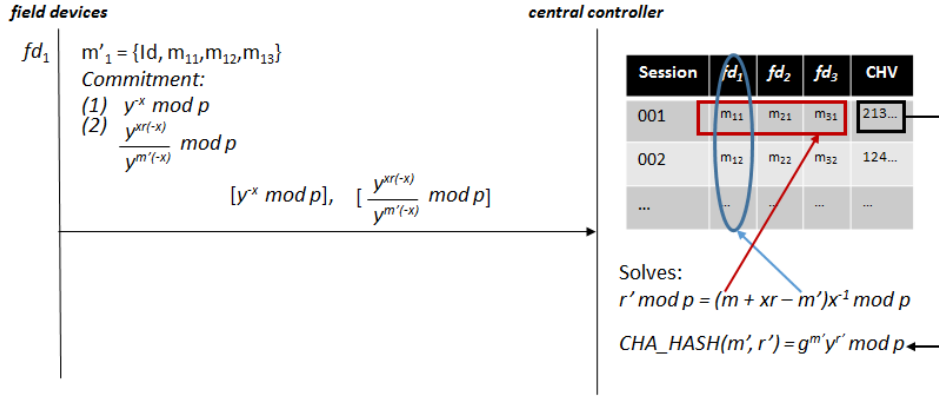 field devices
central controller
fd₁
m'₁ = {Id, m₁₁,m₁₂,m₁₃}
Commitment:
(1) y⁻ˣ mod p
(2) y^xr(-x) / y^m'(-x) mod p
[y⁻ˣ mod p], [ y^xr(-x) / y^m'(-x) mod p]
Session fd₁ fd₂ fd₃ CHV
001 m₁₁ m₂₁ m₃₁ 213...
002 m₁₂ m₂₂ m₃₂ 124...
... ... ... ... ...
Solves:
r' mod p = (m + xr – m')x⁻¹ mod p
CHA_HASH(m', r') = g^m' y^r' mod p